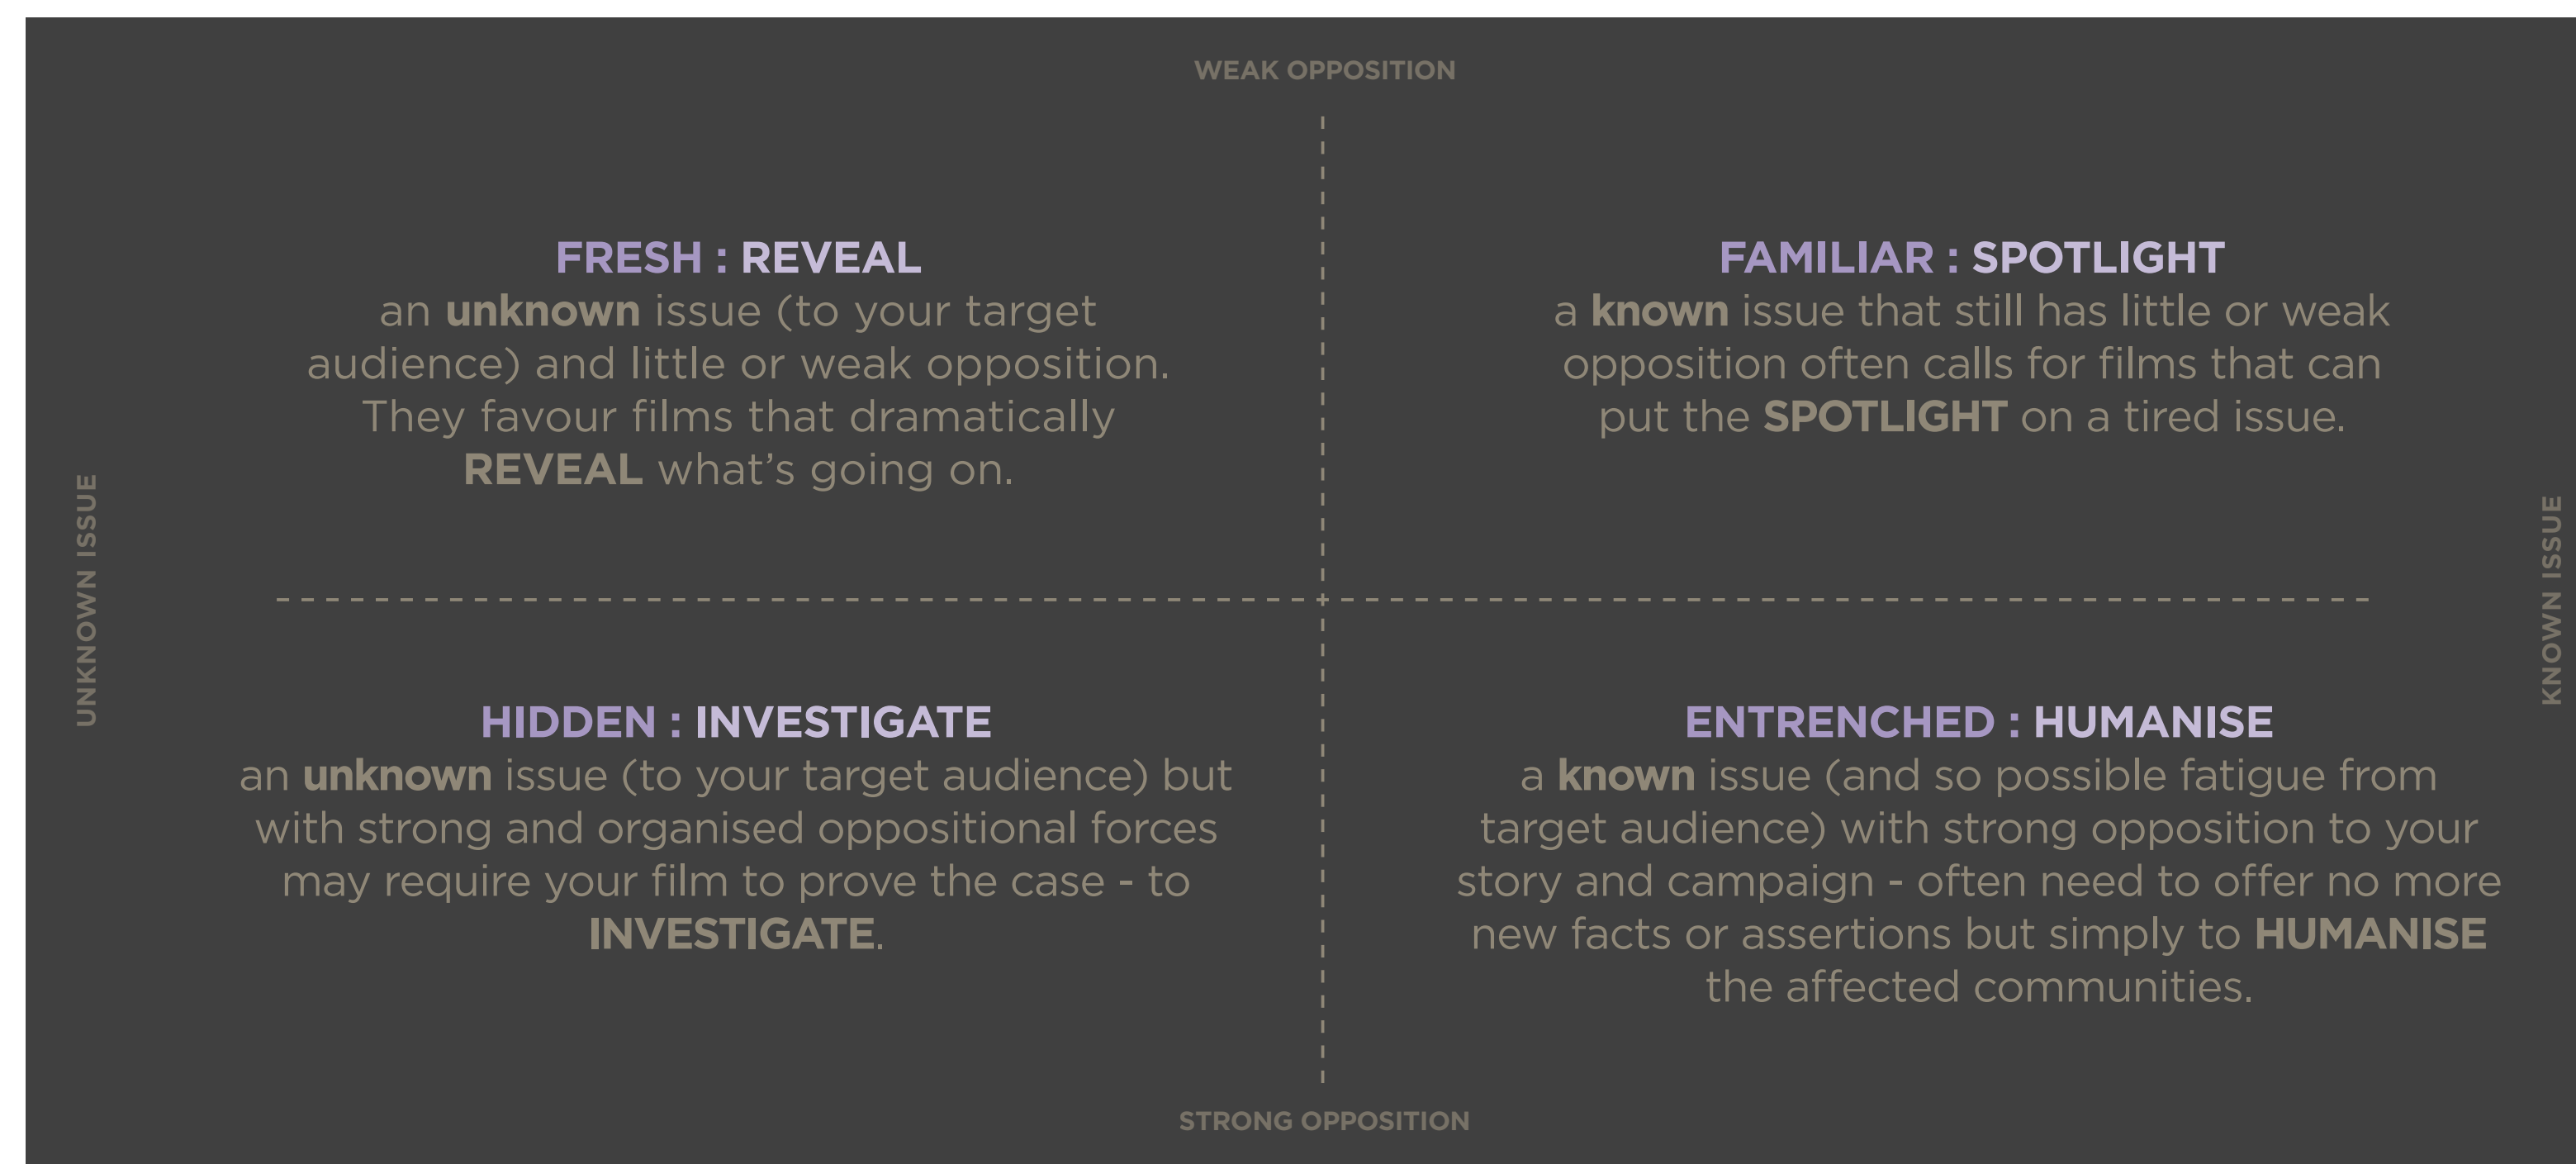 WEAK OPPOSITION
FRESH : REVEAL
an unknown issue (to your target
audience) and little or weak opposition.
They favour films that dramatically
REVEAL what’s going on.
FAMILIAR : SPOTLIGHT
a known issue that still has little or weak
opposition often calls for films that can
put the SPOTLIGHT on a tired issue.
UNKNOWN ISSUE
KNOWN ISSUE
HIDDEN : INVESTIGATE
an unknown issue (to your target audience) but
with strong and organised oppositional forces
may require your film to prove the case - to
INVESTIGATE.
ENTRENCHED : HUMANISE
a known issue (and so possible fatigue from
target audience) with strong opposition to your
story and campaign - often need to offer no more
new facts or assertions but simply to HUMANISE
the affected communities.
STRONG OPPOSITION